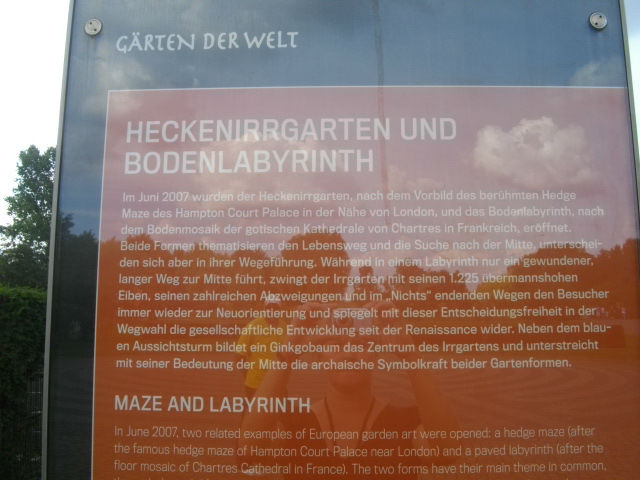 GÄRTEN DER WELT
HECKENIRRGARTEN UND
BODENLABYRINTH
Im Juni 2007 wurden der Heckenirrgarten, nach dem Vorbild des berühmten Hedge
Maze des Hampton Court Palace in der Nähe von London, und das Bodenlabyrinth, nach
dem Bodenmosaik der gotischen Kathedrale von Chartres in Frankreich, eröffnet.
Beide Formen thematisieren den Lebensweg und die Suche nach der Mitte, unterschei-
den sich aber in ihrer Wegeführung. Während in einem Labyrinth nur ein gewundener,
langer Weg zur Mitte führt, zwingt der Irrgarten mit seinen 1.225 übermannshohen
Eiben, seinen zahlreichen Abzweigungen und im „Nichts“ endenden Wegen den Besucher
immer wieder zur Neuorientierung und spiegelt mit dieser Entscheidungsfreiheit in der
Wegwahl die gesellschaftliche Entwicklung seit der Renaissance wider. Neben dem blau-
en Aussichtsturm bildet ein Ginkgobaum das Zentrum des Irrgartens und unterstreicht
mit seiner Bedeutung der Mitte die archaische Symbolkraft beider Gartenformen.
MAZE AND LABYRINTH
In June 2007, two related examples of European garden art were opened: a hedge maze (after
the famous hedge maze of Hampton Court Palace near London) and a paved labyrinth (after the
floor mosaic of Chartres Cathedral in France). The two forms have their main theme in common,